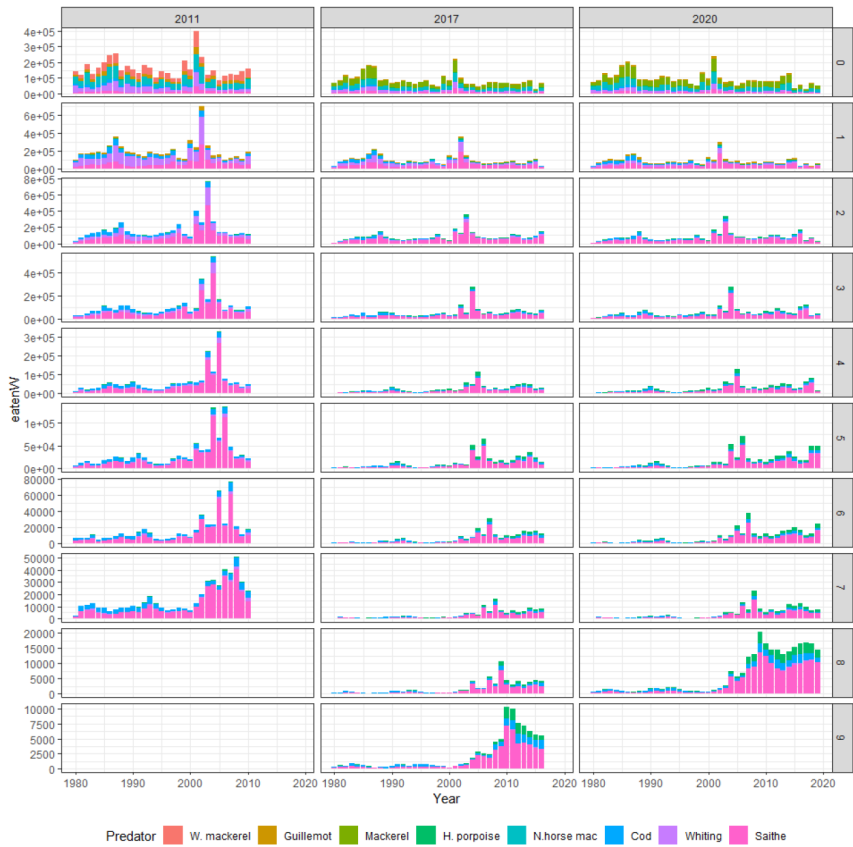 2011 2017 2020
4e+05
3e+05
2e+05
1e+05
0e+00
0
6e+05
4e+05
2e+05
0e+00
1
8e+05
6e+05
4e+05
2e+05
0e+00
2
4e+05
2e+05
0e+00
3
3e+05
2e+05
1e+05
0e+00
4
eatenW
1e+05
5e+04
0e+00
5
80000
60000
40000
20000
0
6
50000
40000
30000
20000
10000
0
7
20000
15000
10000
5000
0
8
10000
7500
5000
2500
0
9
1980 1990 2000 2010 2020 1980 1990 2000 2010 2020 1980 1990 2000 2010 2020
Year
Predator W. mackerel Guillemot Mackerel H. porpoise N.horse mac Cod Whiting Saithe